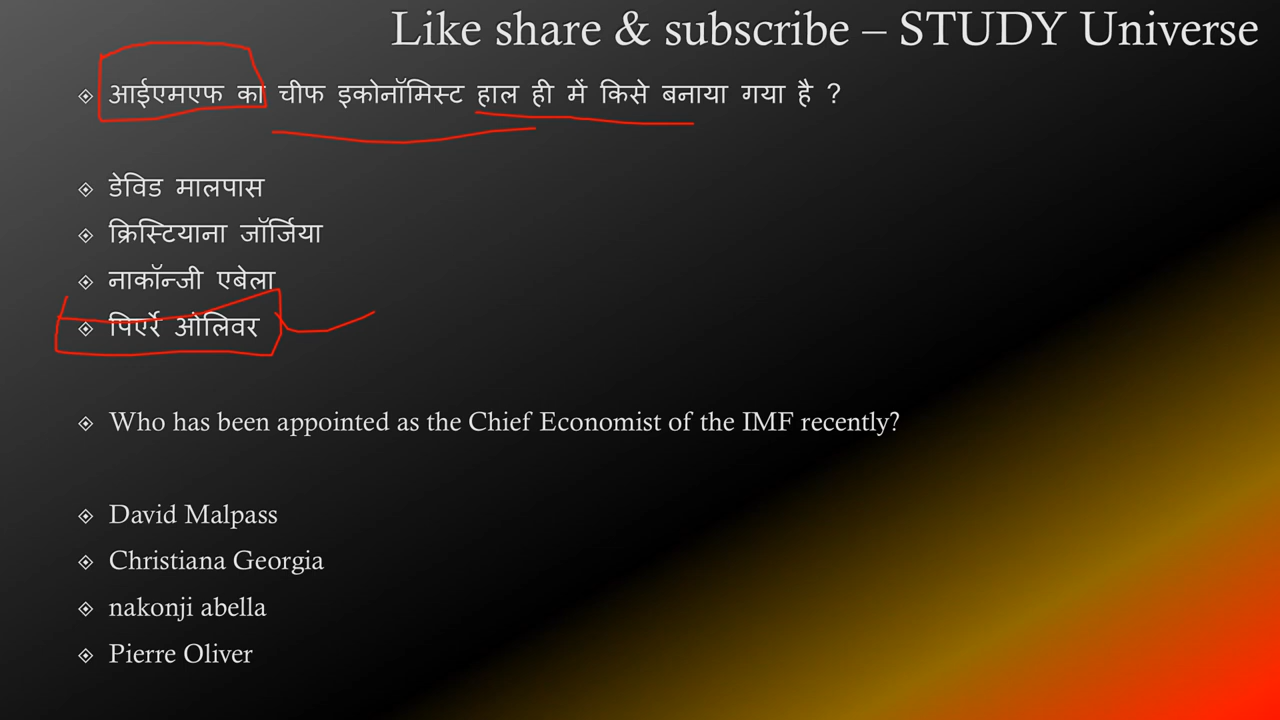 Like share & subscribe – STUDY Universe
आईएमएफ का चीफ इकोनॉमिस्ट हाल ही में किसे बनाया गया है ?
डेविड मालपास
क्रिस्टियाना जॉर्जिया
नाकॉन्जी एबेला
पिएर्रे ओलिवर
Who has been appointed as the Chief Economist of the IMF recently?
David Malpass
Christiana Georgia
nakonji abella
Pierre Oliver